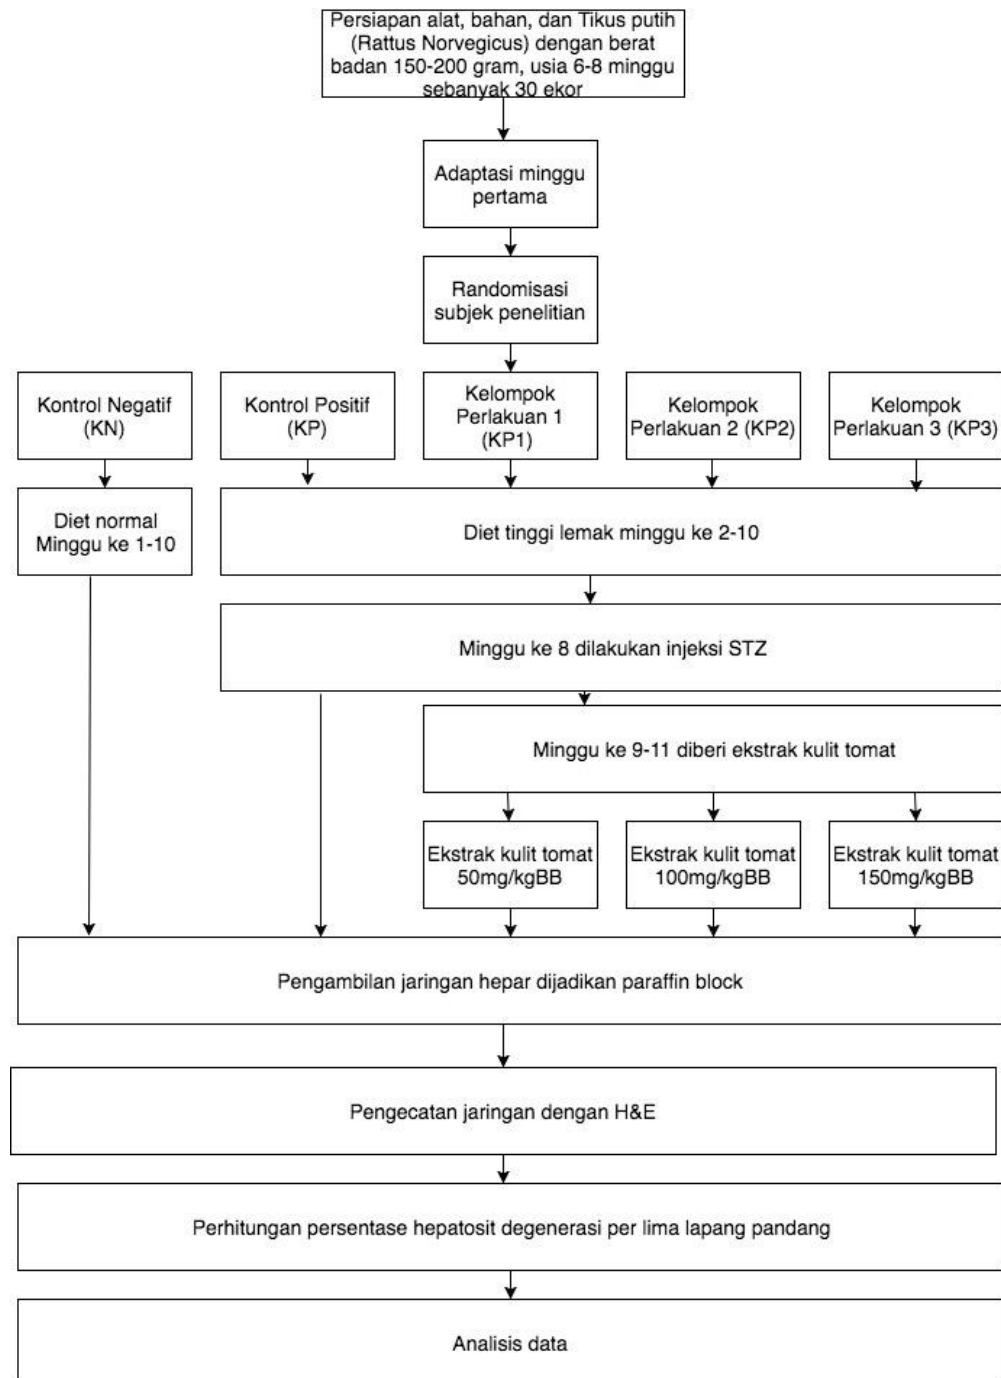 Persiapan alat, bahan, dan Tikus putih
(Rattus Norvegicus) dengan berat
badan 150-200 gram, usia 6-8 minggu
sebanyak 30 ekor
Adaptasi minggu
pertama
Randomisasi
subjek penelitian
Kontrol Negatif
(KN)
Kontrol Positif
(KP)
Kelompok
Perlakuan 1
(KP1)
Kelompok
Perlakuan 2 (KP2)
Kelompok
Perlakuan 3 (KP3)
Diet normal
Minggu ke 1-10
Diet tinggi lemak minggu ke 2-10
Minggu ke 8 dilakukan injeksi STZ
Minggu ke 9-11 diberi ekstrak kulit tomat
Ekstrak kulit tomat
50mg/kgBB
Ekstrak kulit tomat
100mg/kgBB
Ekstrak kulit tomat
150mg/kgBB
Pengambilan jaringan hepar dijadikan paraffin block
Pengecatan jaringan dengan H&E
Perhitungan persentase hepatosit degenerasi per lima lapang pandang
Analisis data